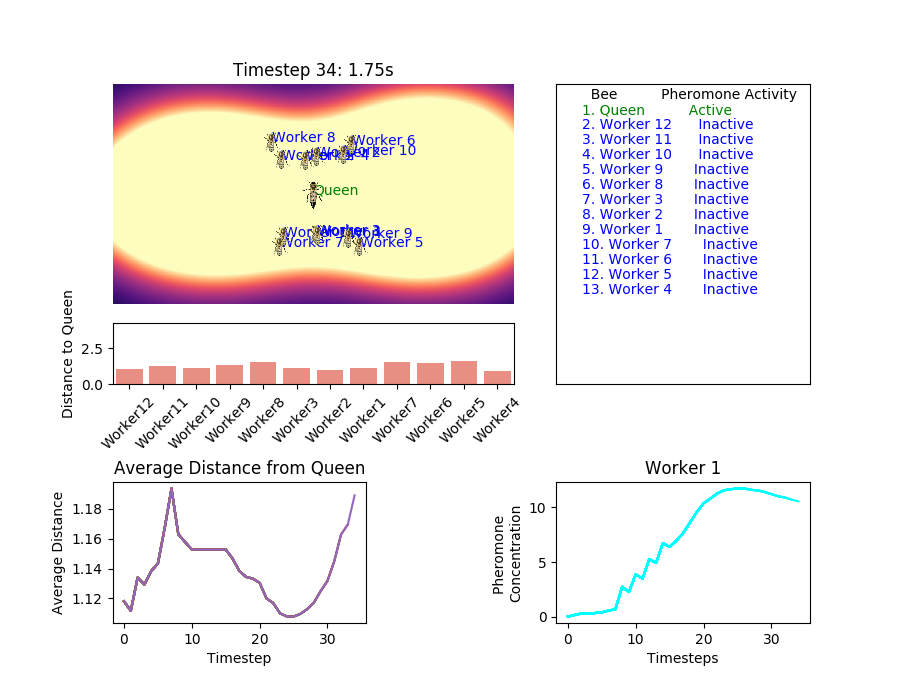 Timestep 34: 1.75s
Worker 8
Worker 6
Worker 10
Queen
Worker 9
Worker 7
Worker 5
Bee Pheromone Activity
1. Queen Active
2. Worker 12 Inactive
3. Worker 11 Inactive
4. Worker 10 Inactive
5. Worker 9 Inactive
6. Worker 8 Inactive
7. Worker 3 Inactive
8. Worker 2 Inactive
9. Worker 1 Inactive
10. Worker 7 Inactive
11. Worker 6 Inactive
12. Worker 5 Inactive
13. Worker 4 Inactive
Distance to Queen
2.5
0.0
Worker12
Worker11
Worker10
Worker9
Worker8
Worker3
Worker2
Worker1
Worker7
Worker6
Worker5
Worker4
Average Distance from Queen
Average Distance
1.18
1.16
1.14
1.12
0 10 20 30
Timestep
Worker 1
Pheromone
Concentration
10
5
0
0 10 20 30
Timesteps